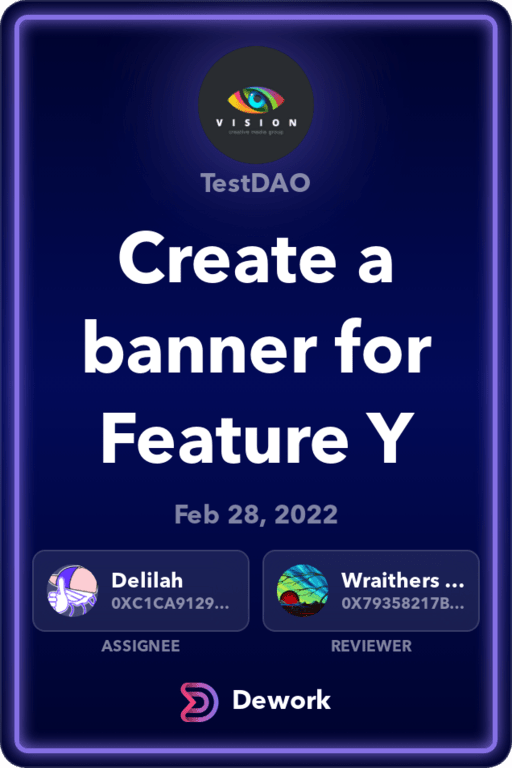 VISION
creative media group
TestDAO
Create a
banner for
Feature Y
Feb 28, 2022
Delilah
0XC1CA9129...
Wraithers ...
0X79358217B...
ASSIGNEE
REVIEWER
Dework